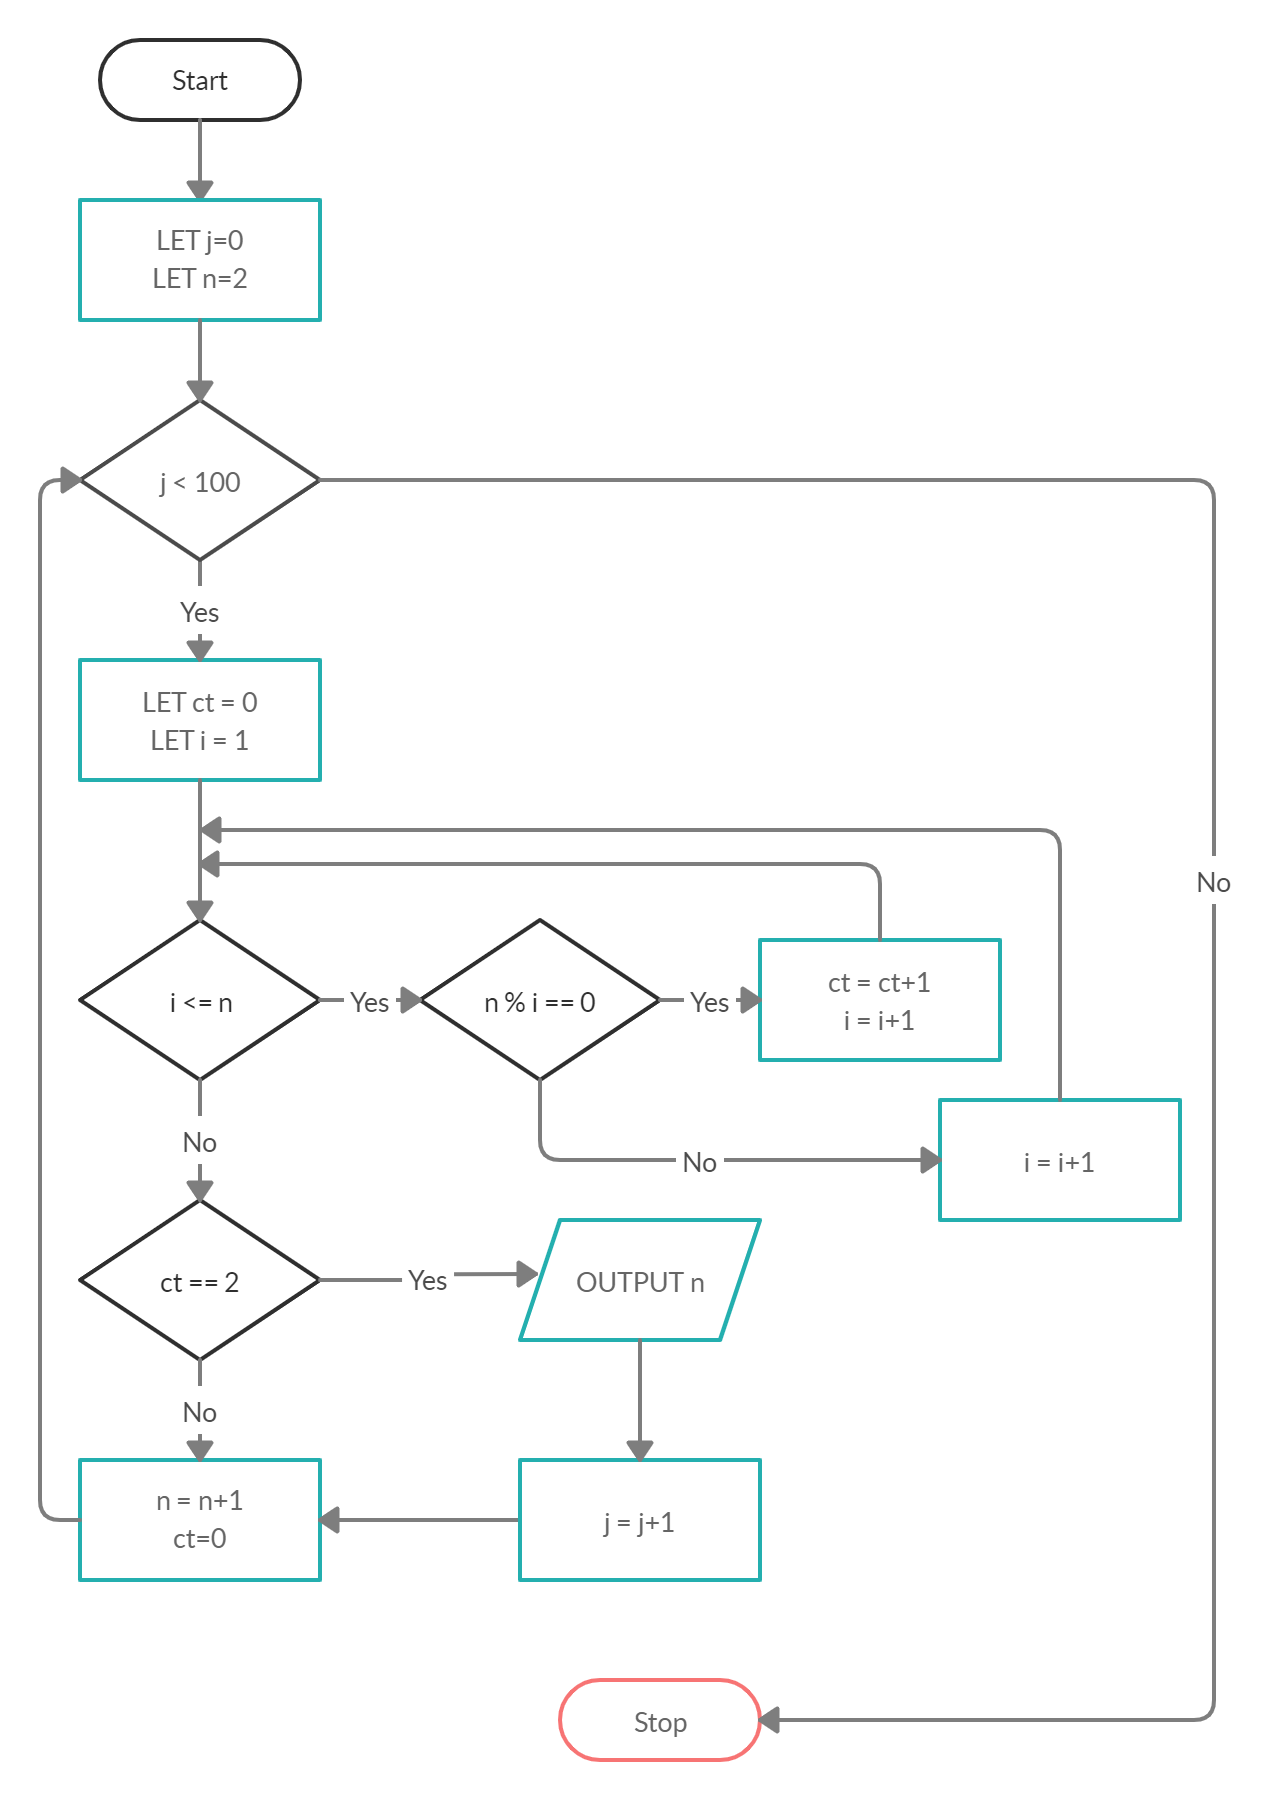 Start
LET j=0
LET n=2
j < 100
Yes
LET ct = 0
LET i = 1
No
i <= n
Yes
n % i == 0
Yes
ct = ct+1
i = i+1
No
No
i = i+1
ct == 2
Yes
OUTPUT n
No
n = n+1
ct=0
j = j+1
Stop